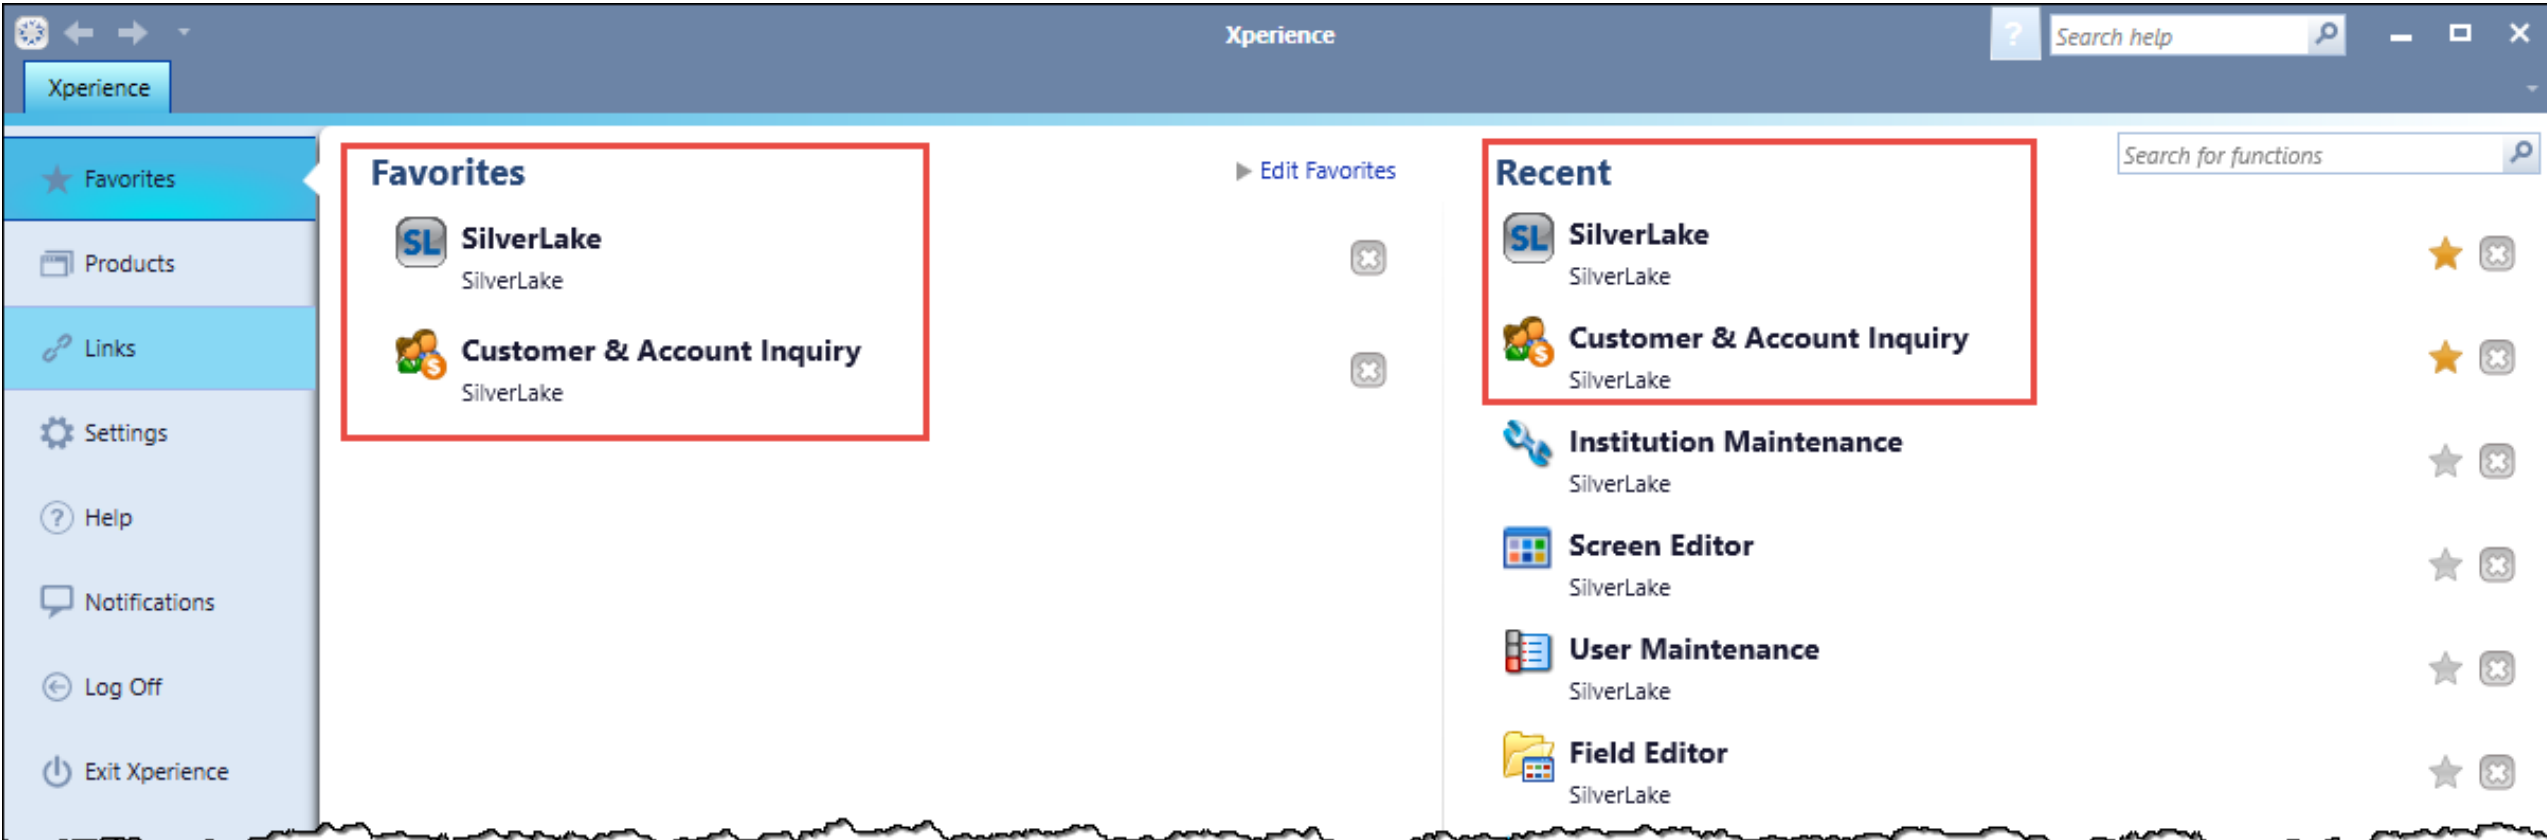 Xperience
?
Search help
Xperience
Favorites
Products
Links
Settings
? Help
Notifications
Log Off
Exit Xperience
Favorites
Edit Favorites
SL SilverLake
SilverLake
Customer & Account Inquiry
SilverLake
Recent
Search for functions
SL SilverLake
SilverLake
Customer & Account Inquiry
SilverLake
Institution Maintenance
SilverLake
Screen Editor
SilverLake
User Maintenance
SilverLake
Field Editor
SilverLake